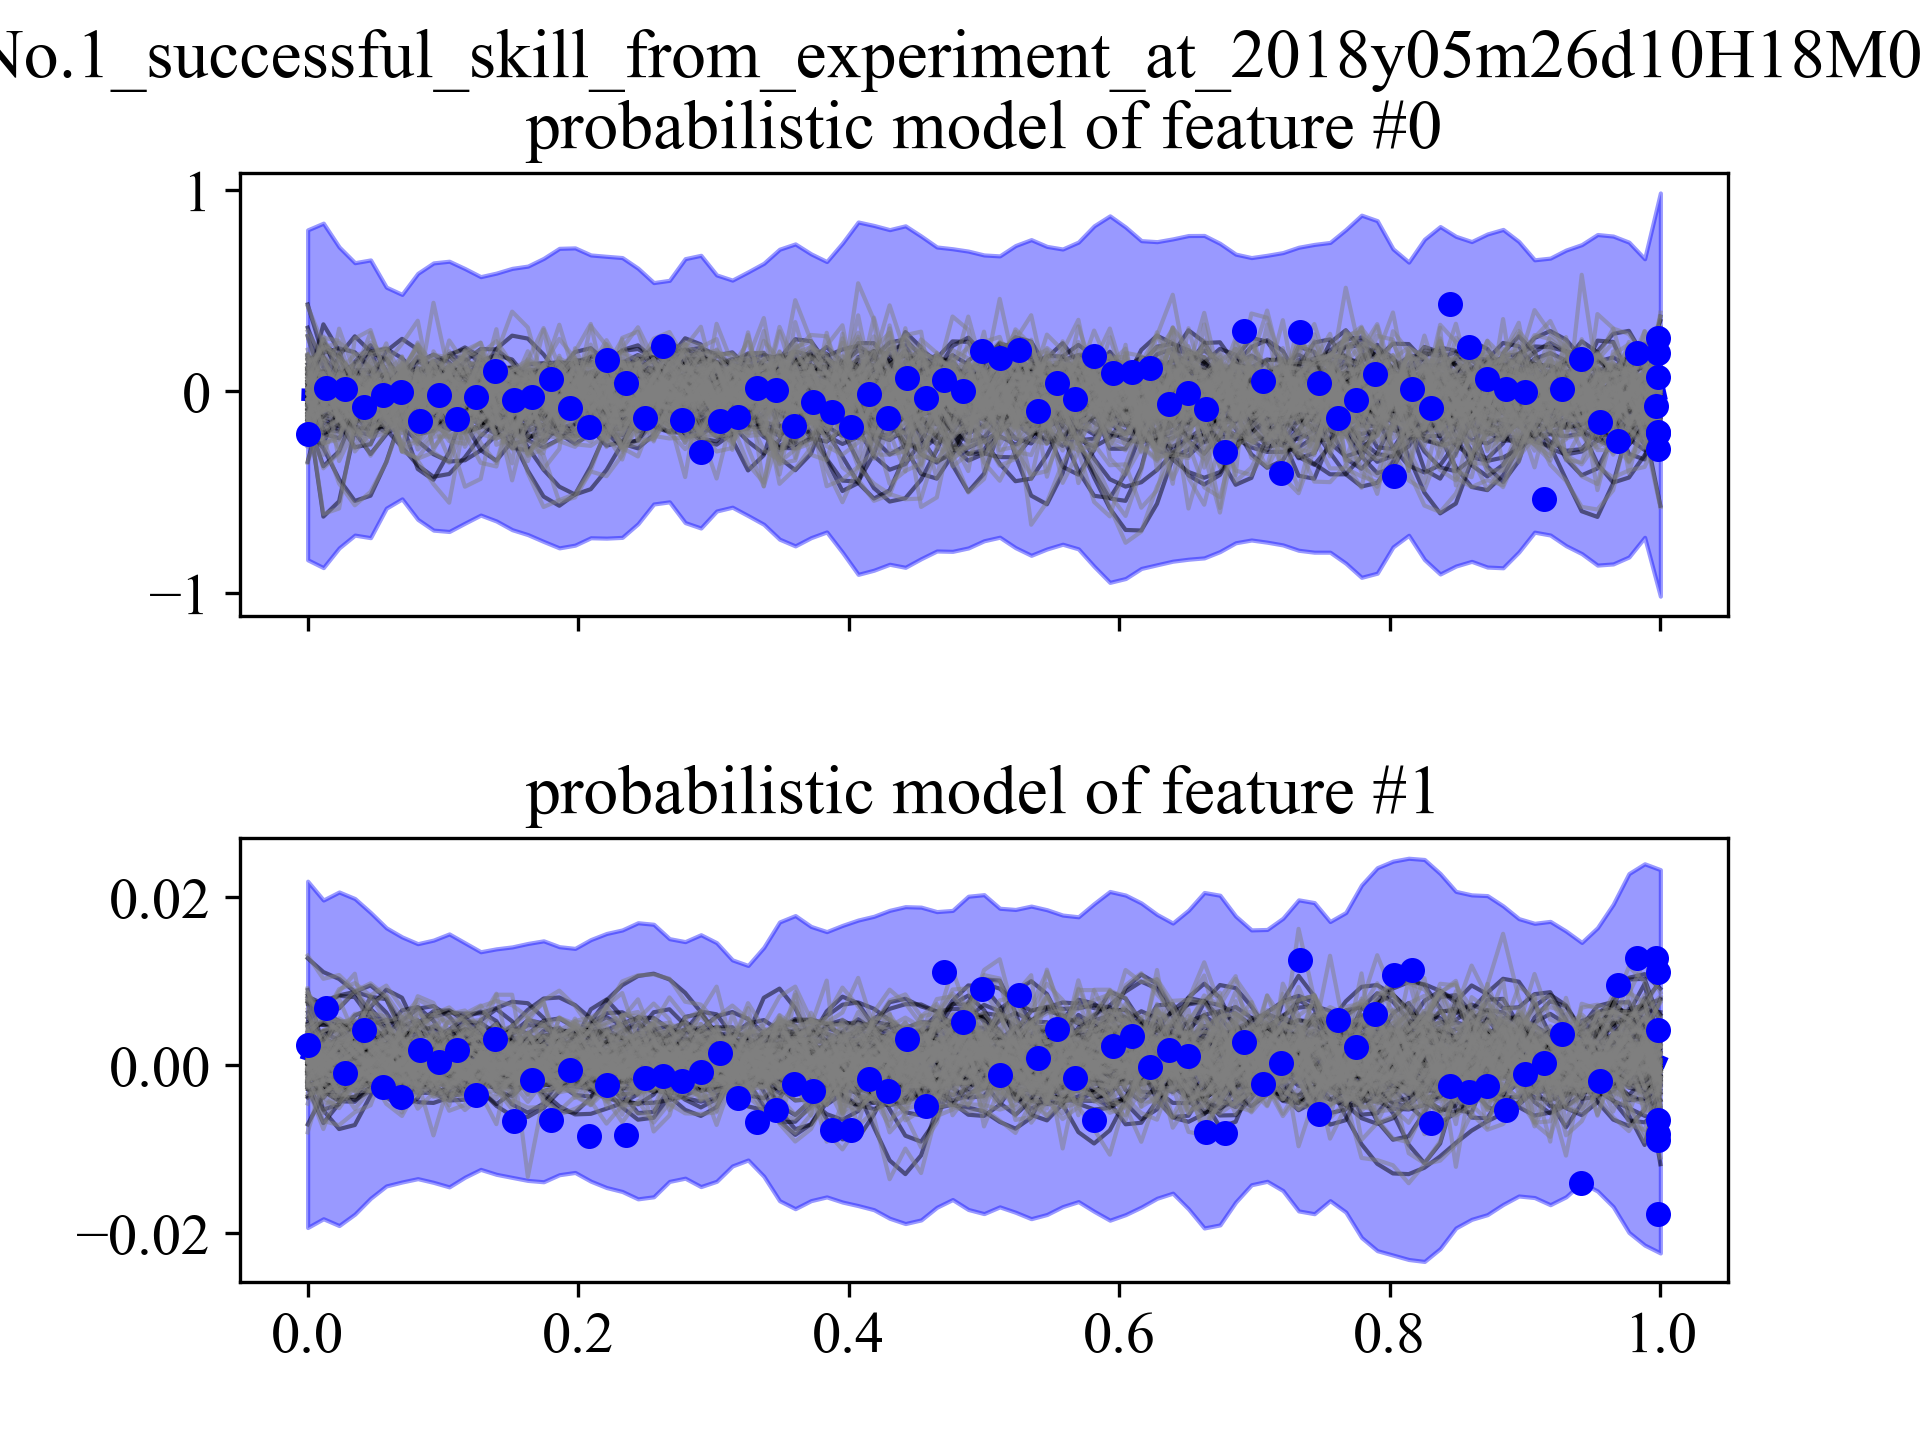 No.1_successful_skill_from_experiment_at_2018y05m26d10H18M0
probabilistic model of feature #0
1
0
−1
probabilistic model of feature #1
0.02
0.00
−0.02
0.0 0.2 0.4 0.6 0.8 1.0